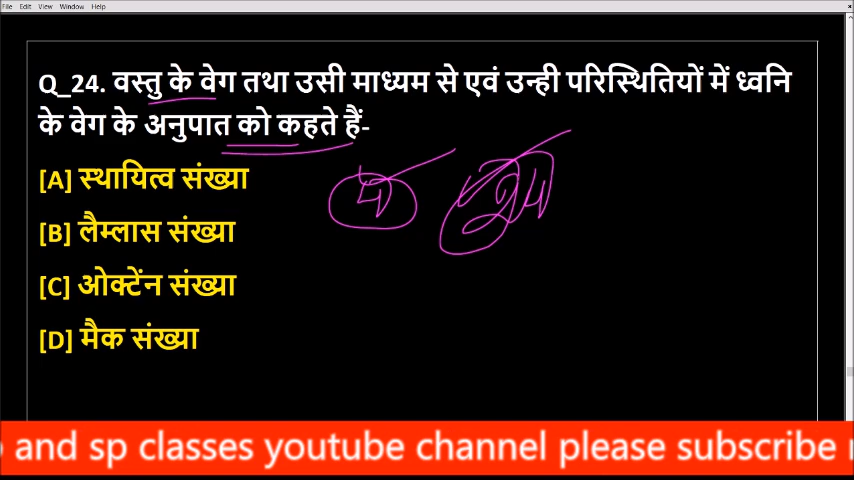 File Edit View Window Help
Q_24. वस्तु के वेग तथा उसी माध्यम से एवं उन्ही परिस्थितियों में ध्वनि
के वेग के अनुपात को कहते हैं-
[A] स्थायित्व संख्या
[B] लैम्लास संख्या
[C] ओक्टेंन संख्या
[D] मैक संख्या
and sp classes youtube channel please subscribe